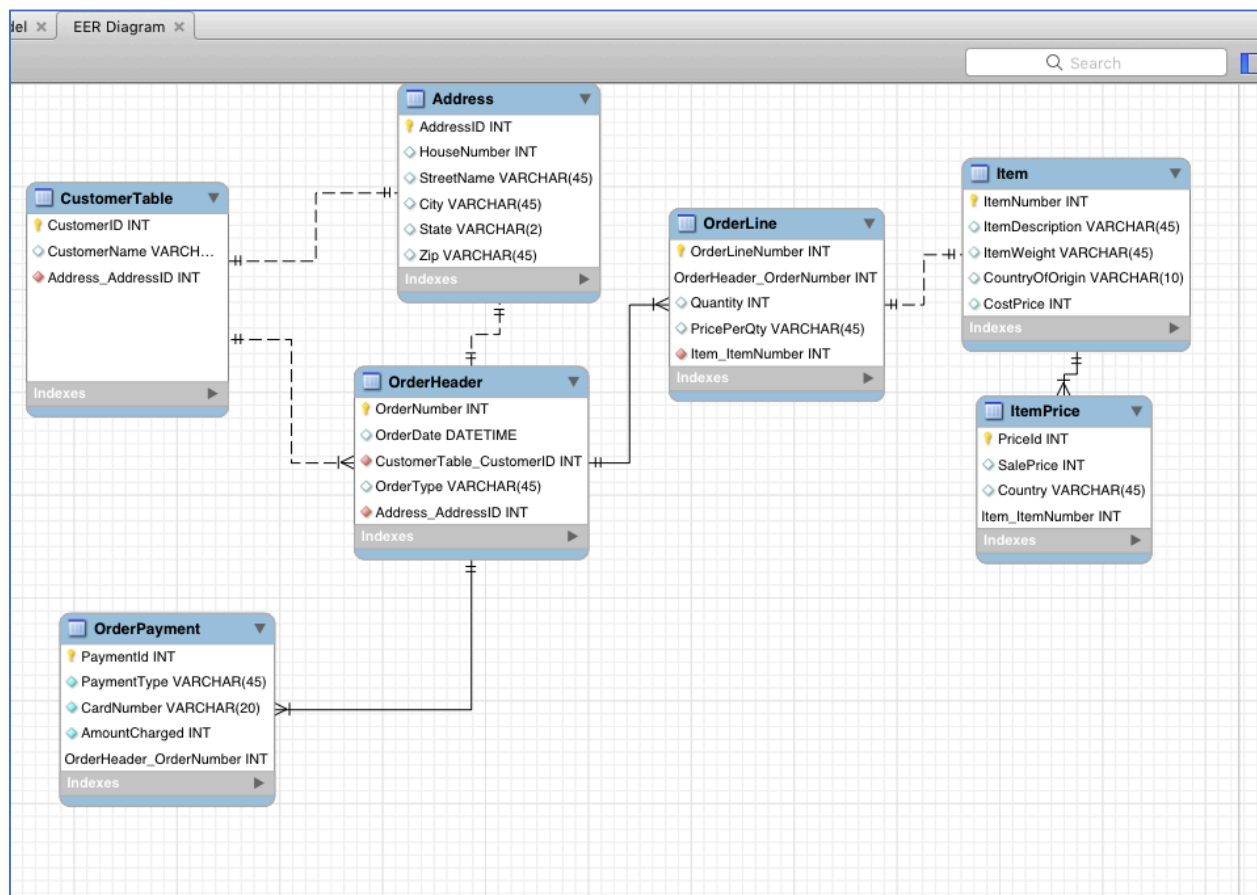 del
EER Diagram
Search
Address
AddressID INT
HouseNumber INT
StreetName VARCHAR(45)
City VARCHAR(45)
State VARCHAR(2)
Zip VARCHAR(45)
Indexes
CustomerTable
CustomerID INT
CustomerName VARCH...
Address_AddressID INT
Indexes
OrderLine
OrderLineNumber INT
OrderHeader_OrderNumber INT
Quantity INT
PricePerQty VARCHAR(45)
Item_ItemNumber INT
Indexes
Item
ItemNumber INT
ItemDescription VARCHAR(45)
ItemWeight VARCHAR(45)
CountryOfOrigin VARCHAR(10)
CostPrice INT
Indexes
OrderHeader
OrderNumber INT
OrderDate DATETIME
CustomerTable_CustomerID INT
OrderType VARCHAR(45)
Address_AddressID INT
Indexes
ItemPrice
PriceId INT
SalePrice INT
Country VARCHAR(45)
Item_ItemNumber INT
Indexes
OrderPayment
PaymentId INT
PaymentType VARCHAR(45)
CardNumber VARCHAR(20)
AmountCharged INT
OrderHeader_OrderNumber INT
Indexes